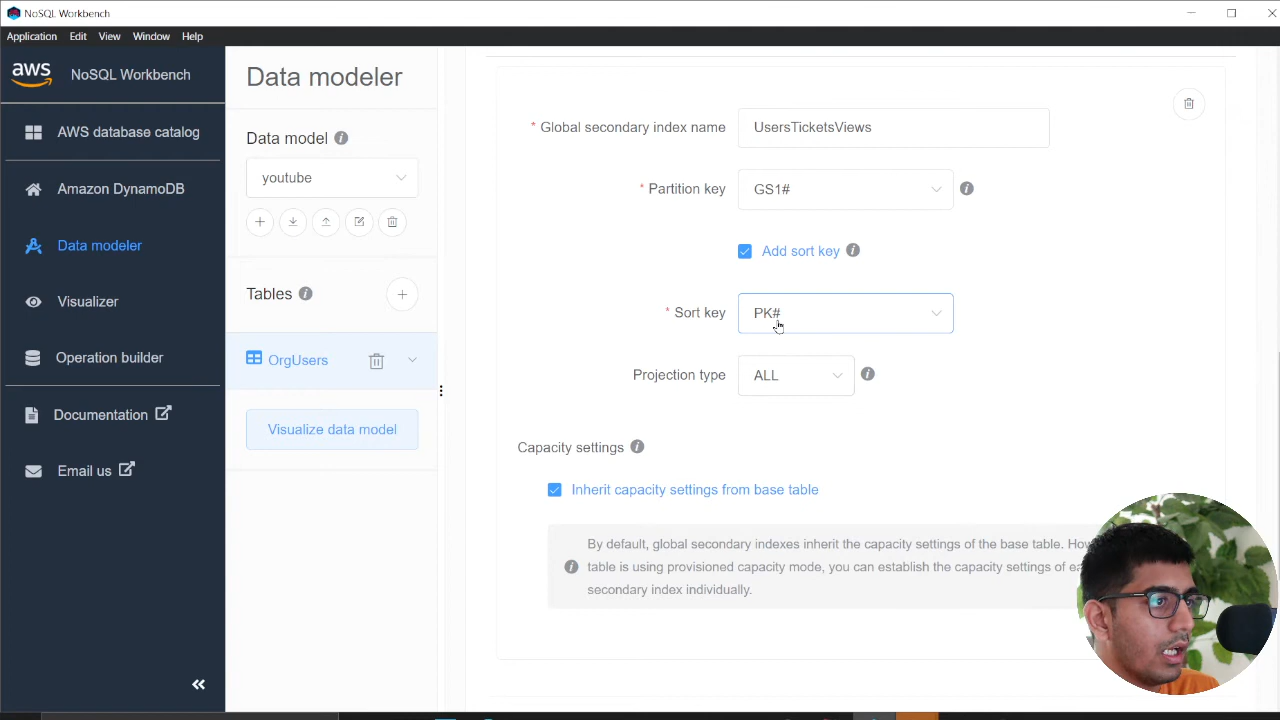 NoSQL Workbench
Application Edit View Window Help
aws NoSQL Workbench
AWS database catalog
Amazon DynamoDB
Data modeler
Visualizer
Operation builder
Documentation
Email us
Data modeler
Data model
youtube
Tables
OrgUsers
Visualize data model
* Global secondary index name UsersTicketsViews
* Partition key GS1#
Add sort key
* Sort key PK#
Projection type ALL
Capacity settings
Inherit capacity settings from base table
By default, global secondary indexes inherit the capacity settings of the base table.
table is using provisioned capacity mode, you can establish the capacity settings of
secondary index individually.